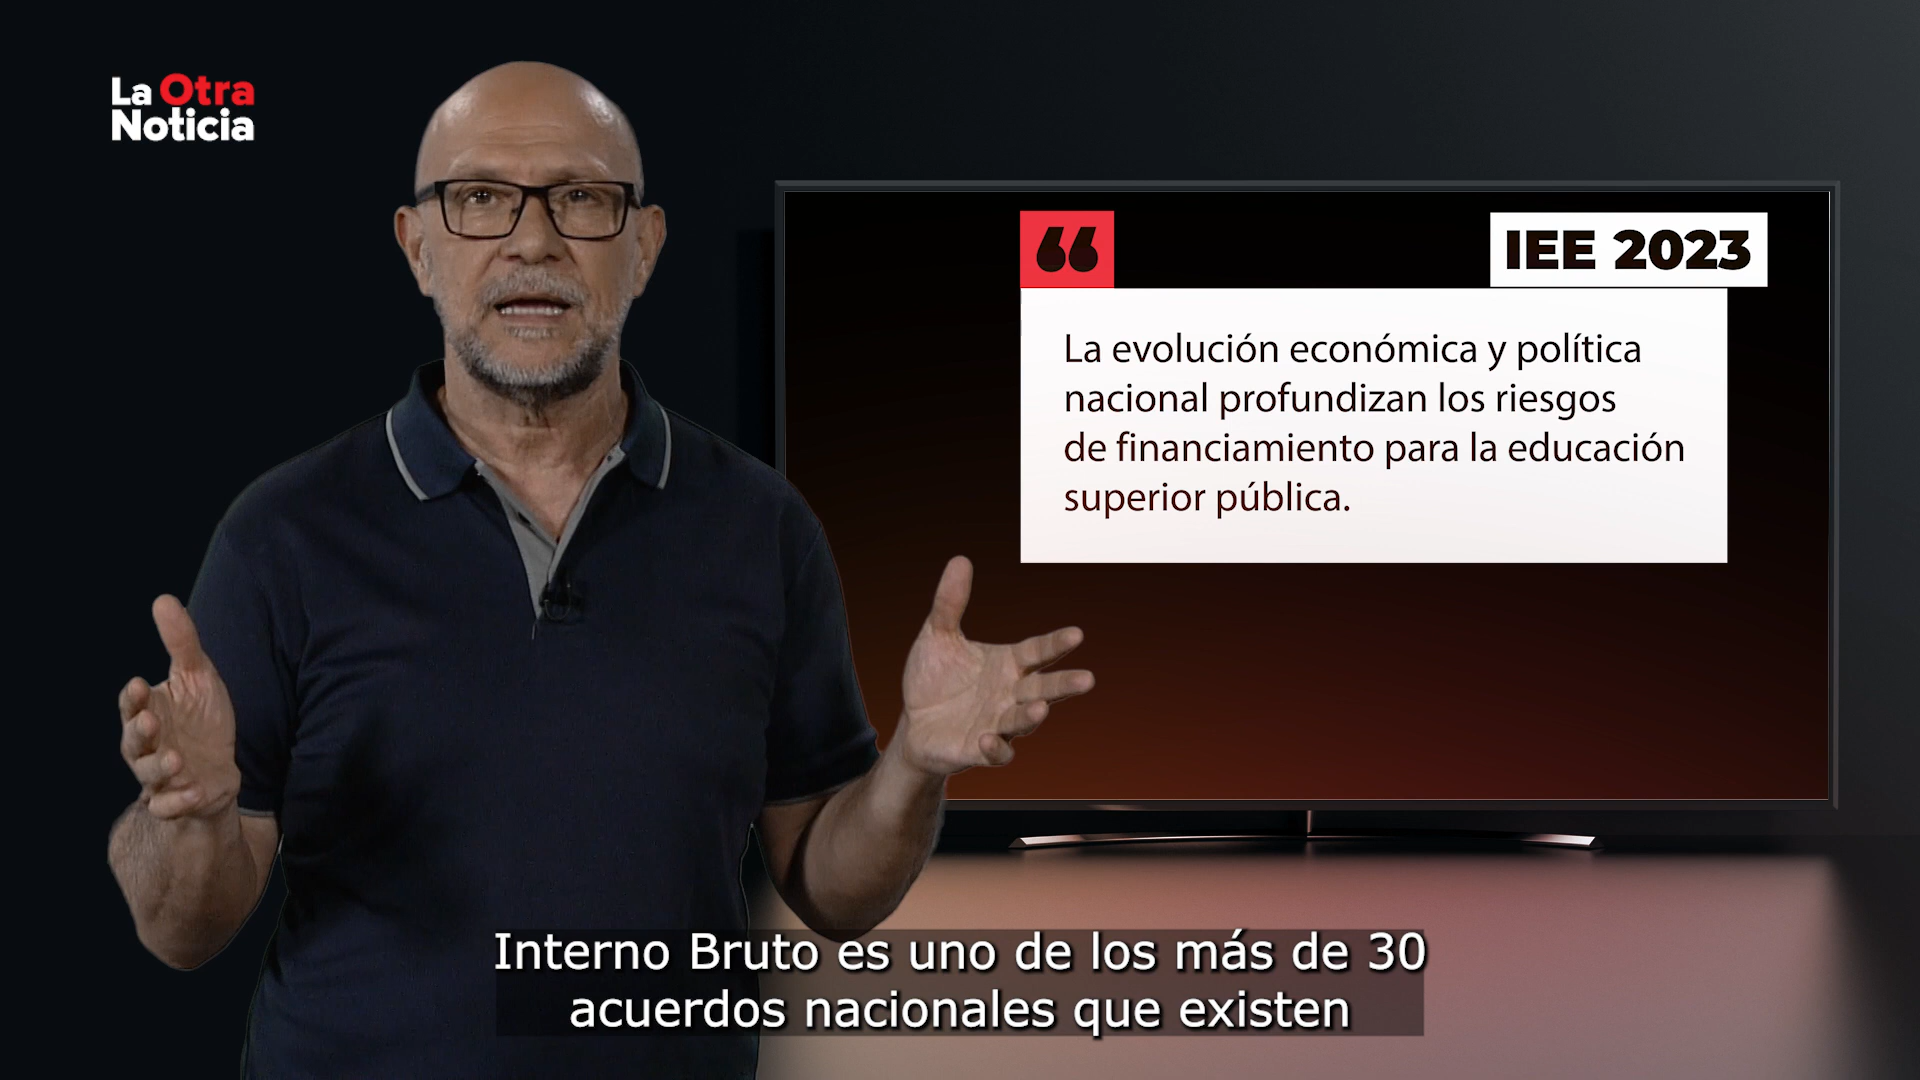 La Otra
Noticia
“
IEE 2023
La evolución económica y política
nacional profundizan los riesgos
de financiamiento para la educación
superior pública.
Interno Bruto es uno de los más de 30
acuerdos nacionales que existen